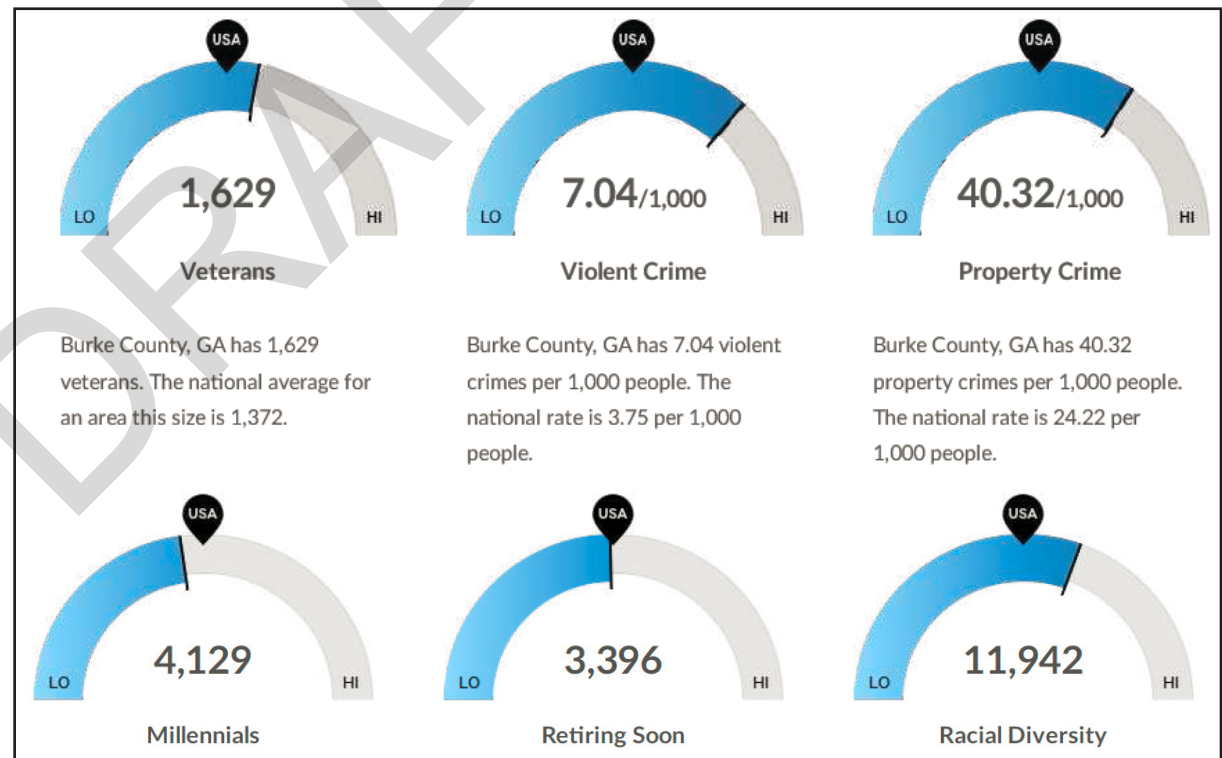 USA
USA
USA
1,629
7.04/1,000
40.32/1,000
LO
HI
LO
HI
LO
HI
Veterans
Violent Crime
Property Crime
Burke County, GA has 1,629
veterans. The national average for
an area this size is 1,372.
Burke County, GA has 7.04 violent
crimes per 1,000 people. The
national rate is 3.75 per 1,000
people.
Burke County, GA has 40.32
property crimes per 1,000 people.
The national rate is 24.22 per
1,000 people.
USA
USA
USA
4,129
3,396
11,942
LO
HI
LO
HI
LO
HI
Millennials
Retiring Soon
Racial Diversity
DRAF